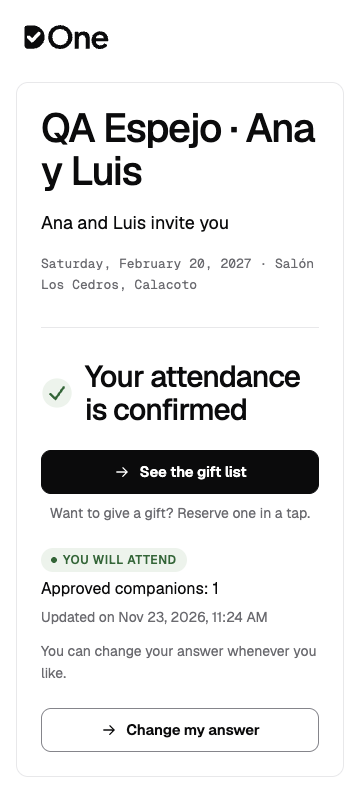 One
QA Espejo · Ana
y Luis
Ana and Luis invite you
Saturday, February 20, 2027 · Salón
Los Cedros, Calacoto
Your attendance
is confirmed
→ See the gift list
Want to give a gift? Reserve one in a tap.
• YOU WILL ATTEND
Approved companions: 1
Updated on Nov 23, 2026, 11:24 AM
You can change your answer whenever you
like.
→ Change my answer